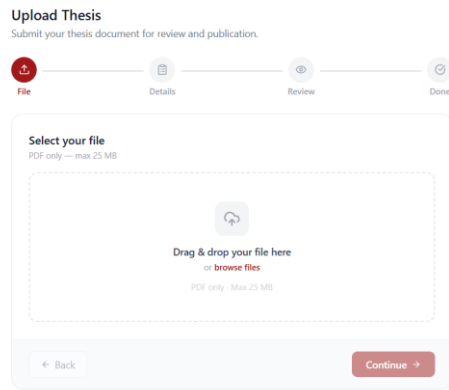 Upload Thesis
Submit your thesis document for review and publication.
File Details Review Done
Select your file
PDF only — max 25 MB
Drag & drop your file here
or browse files
PDF only · Max 25 MB
← Back Continue →